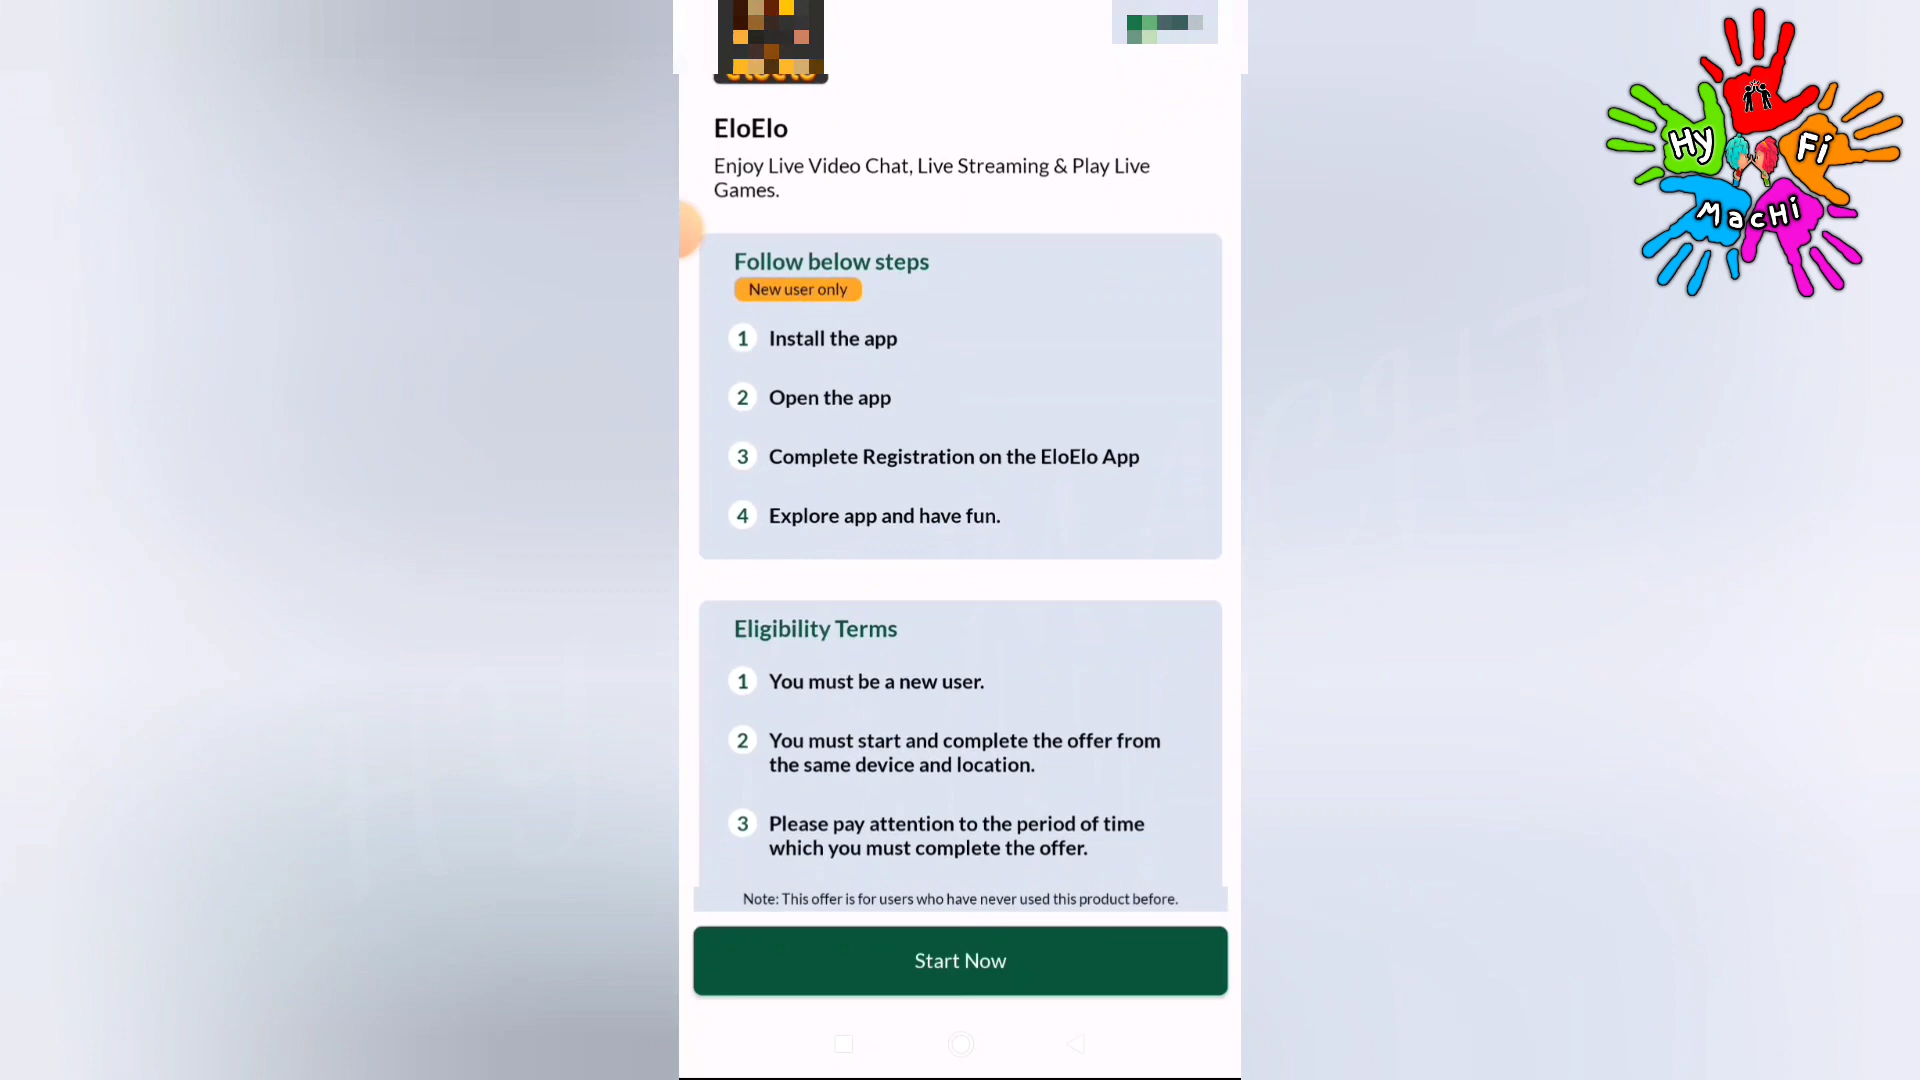 EloElo
Enjoy Live Video Chat, Live Streaming & Play Live
Games.
Follow below steps
New user only
1 Install the app
2 Open the app
3 Complete Registration on the EloElo App
4 Explore app and have fun.
Eligibility Terms
1 You must be a new user.
2 You must start and complete the offer from
the same device and location.
3 Please pay attention to the period of time
which you must complete the offer.
Note: This offer is for users who have never used this product before.
Start Now
Hy Fi
MacHi